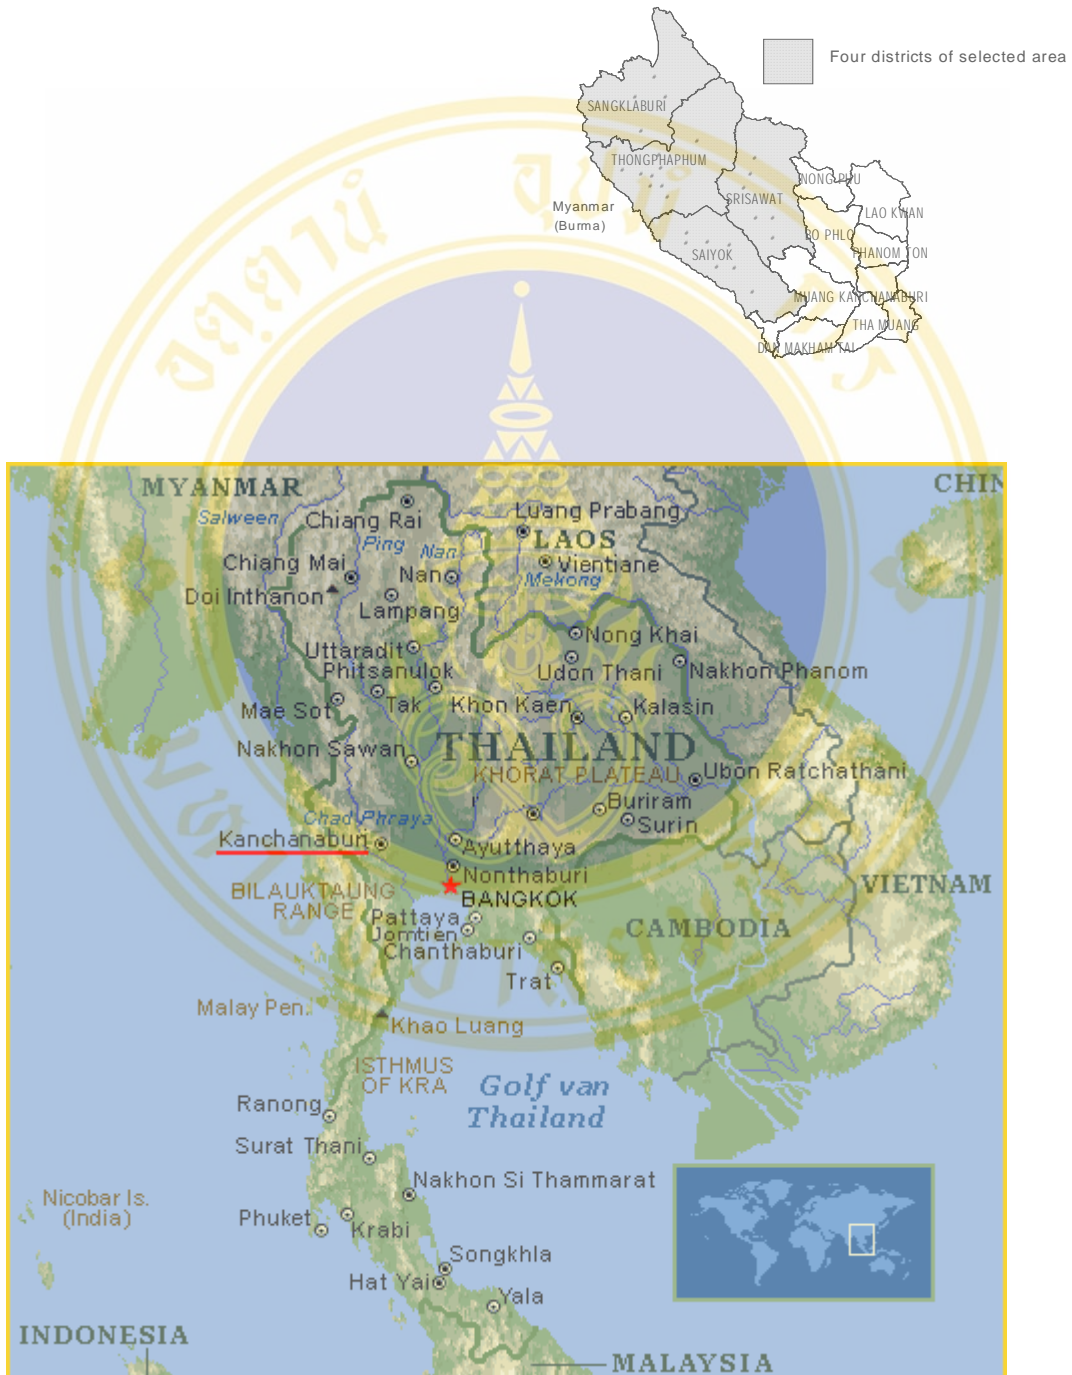 Four districts of selected area
SANGKLABURI
THONGPHAPHUM
NONG PHU
SRISAWAT
Myanmar
(Burma)
LAO KWAN
BO PHLO
SAIYOK
PHANOM TON
MUANG KANCHANABURI
THA MUANG
DAN MAKHAM TAI
MYANMAR
CHIN
Salween
Chiang Rai
Luang Prabang
Ping
Nan
LAOS
Chiang Mai
Nan
Vientiane
Mekong
Doi Inthanon
Lampang
Nong Khai
Uttaradit
Phitsanulok
Udon Thani
Nakhon Phanom
Mae Sot
Tak
Khon Kaen
Kalasin
Nakhon Sawan
THAILAND
KHORAT PLATEAU
Ubon Ratchathani
Buriram
Chao Phraya
Surin
Kanchanaburi
Ayutthaya
Nonthaburi
BILAUKTAUNG
RANGE
BANGKOK
VIETNAM
Pattaya
Jomtien
CAMBODIA
Chanthaburi
Trat
Malay Pen.
Khao Luang
ISTHMUS
OF KRA
Golf van
Thailand
Ranong
Surat Thani
Nakhon Si Thammarat
Nicobar Is.
(India)
Phuket
Krabi
Songkhla
Hat Yai
Yala
INDONESIA
MALAYSIA